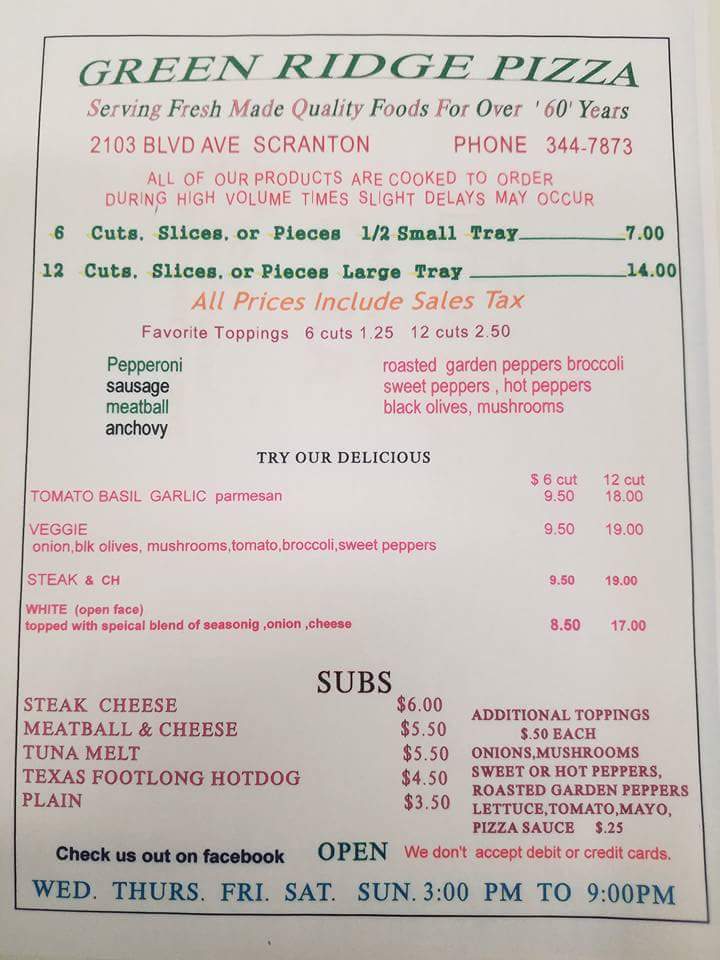 GREEN RIDGE PIZZA
Serving Fresh Made Quality Foods For Over '60' Years
2103 BLVD AVE SCRANTON PHONE 344-7873
ALL OF OUR PRODUCTS ARE COOKED TO ORDER
DURING HIGH VOLUME TIMES SLIGHT DELAYS MAY OCCUR
6 Cuts. Slices. or Pieces 1/2 Small Tray 7.00
12 Cuts. Slices. or Pieces Large Tray 14.00
All Prices Include Sales Tax
Favorite Toppings 6 cuts 1.25 12 cuts 2.50
Pepperoni
sausage
meatball
anchovy
roasted garden peppers broccoli
sweet peppers , hot peppers
black olives, mushrooms
TRY OUR DELICIOUS
$ 6 cut 12 cut
TOMATO BASIL GARLIC parmesan 9.50 18.00
VEGGIE 9.50 19.00
onion,blk olives, mushrooms,tomato,broccoli,sweet peppers
STEAK & CH 9.50 19.00
WHITE (open face)
topped with speical blend of seasonig ,onion ,cheese 8.50 17.00
SUBS
STEAK CHEESE $6.00
MEATBALL & CHEESE $5.50
TUNA MELT $5.50
TEXAS FOOTLONG HOTDOG $4.50
PLAIN $3.50
ADDITIONAL TOPPINGS
$.50 EACH
ONIONS,MUSHROOMS
SWEET OR HOT PEPPERS,
ROASTED GARDEN PEPPERS
LETTUCE,TOMATO,MAYO,
PIZZA SAUCE $.25
Check us out on facebook OPEN We don't accept debit or credit cards.
WED. THURS. FRI. SAT. SUN. 3:00 PM TO 9:00PM